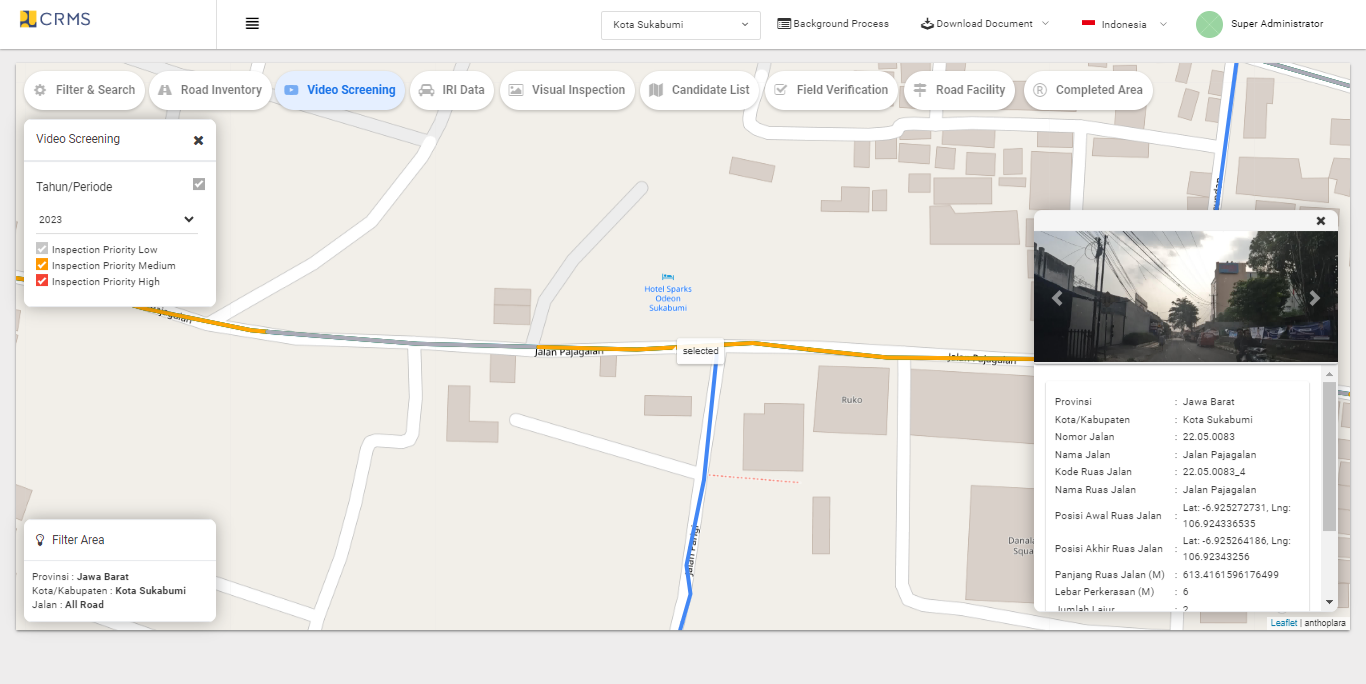 CRMS
Kota Sukabumi
Background Process
Download Document
Indonesia
Super Administrator
Filter & Search
Road Inventory
Video Screening
IRI Data
Visual Inspection
Candidate List
Field Verification
Road Facility
R
Completed Area
Video Screening
Tahun/Periode
2023
Inspection Priority Low
Inspection Priority Medium
Inspection Priority High
Hotel Sparks
Odeon
Sukabumi
Jalan Pajagalan
selected
Jalan Pajagalan
Ruko
Jalan Parigi
Provinsi : Jawa Barat
Kota/Kabupaten : Kota Sukabumi
Nomor Jalan : 22.05.0083
Nama Jalan : Jalan Pajagalan
Kode Ruas Jalan : 22.05.0083_4
Nama Ruas Jalan : Jalan Pajagalan
Posisi Awal Ruas Jalan : Lat: -6.925272731, Lng:
106.924336535
Posisi Akhir Ruas Jalan : Lat: -6.925264186, Lng:
106.92343256
Panjang Ruas Jalan (M) : 613.4161596176499
Lebar Perkerasan (M) : 6
Jumlah Lajur : 2
Filter Area
Provinsi : Jawa Barat
Kota/Kabupaten : Kota Sukabumi
Jalan : All Road
Leaflet | anthoplara